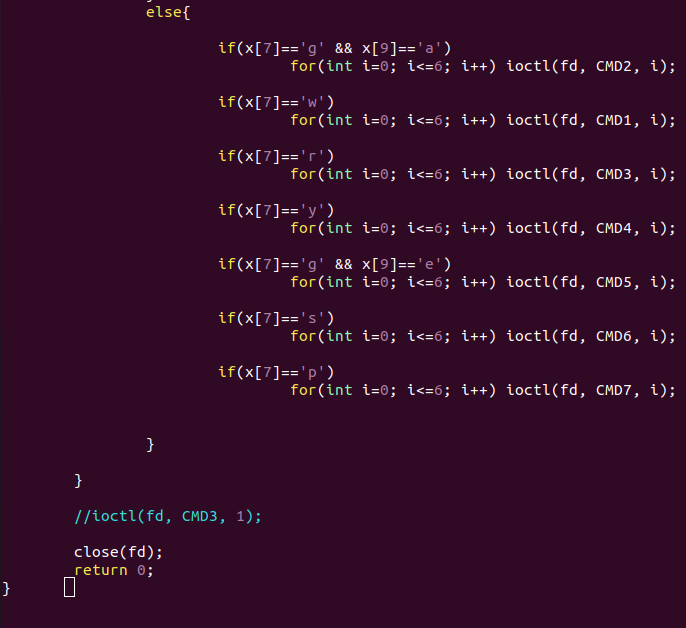 else{
if(x[7]=='g' && x[9]=='a')
for(int i=0; i<=6; i++) ioctl(fd, CMD2, i);
if(x[7]=='w')
for(int i=0; i<=6; i++) ioctl(fd, CMD1, i);
if(x[7]=='r')
for(int i=0; i<=6; i++) ioctl(fd, CMD3, i);
if(x[7]=='y')
for(int i=0; i<=6; i++) ioctl(fd, CMD4, i);
if(x[7]=='g' && x[9]=='e')
for(int i=0; i<=6; i++) ioctl(fd, CMD5, i);
if(x[7]=='s')
for(int i=0; i<=6; i++) ioctl(fd, CMD6, i);
if(x[7]=='p')
for(int i=0; i<=6; i++) ioctl(fd, CMD7, i);
}
}
//ioctl(fd, CMD3, 1);
close(fd);
return 0;
}